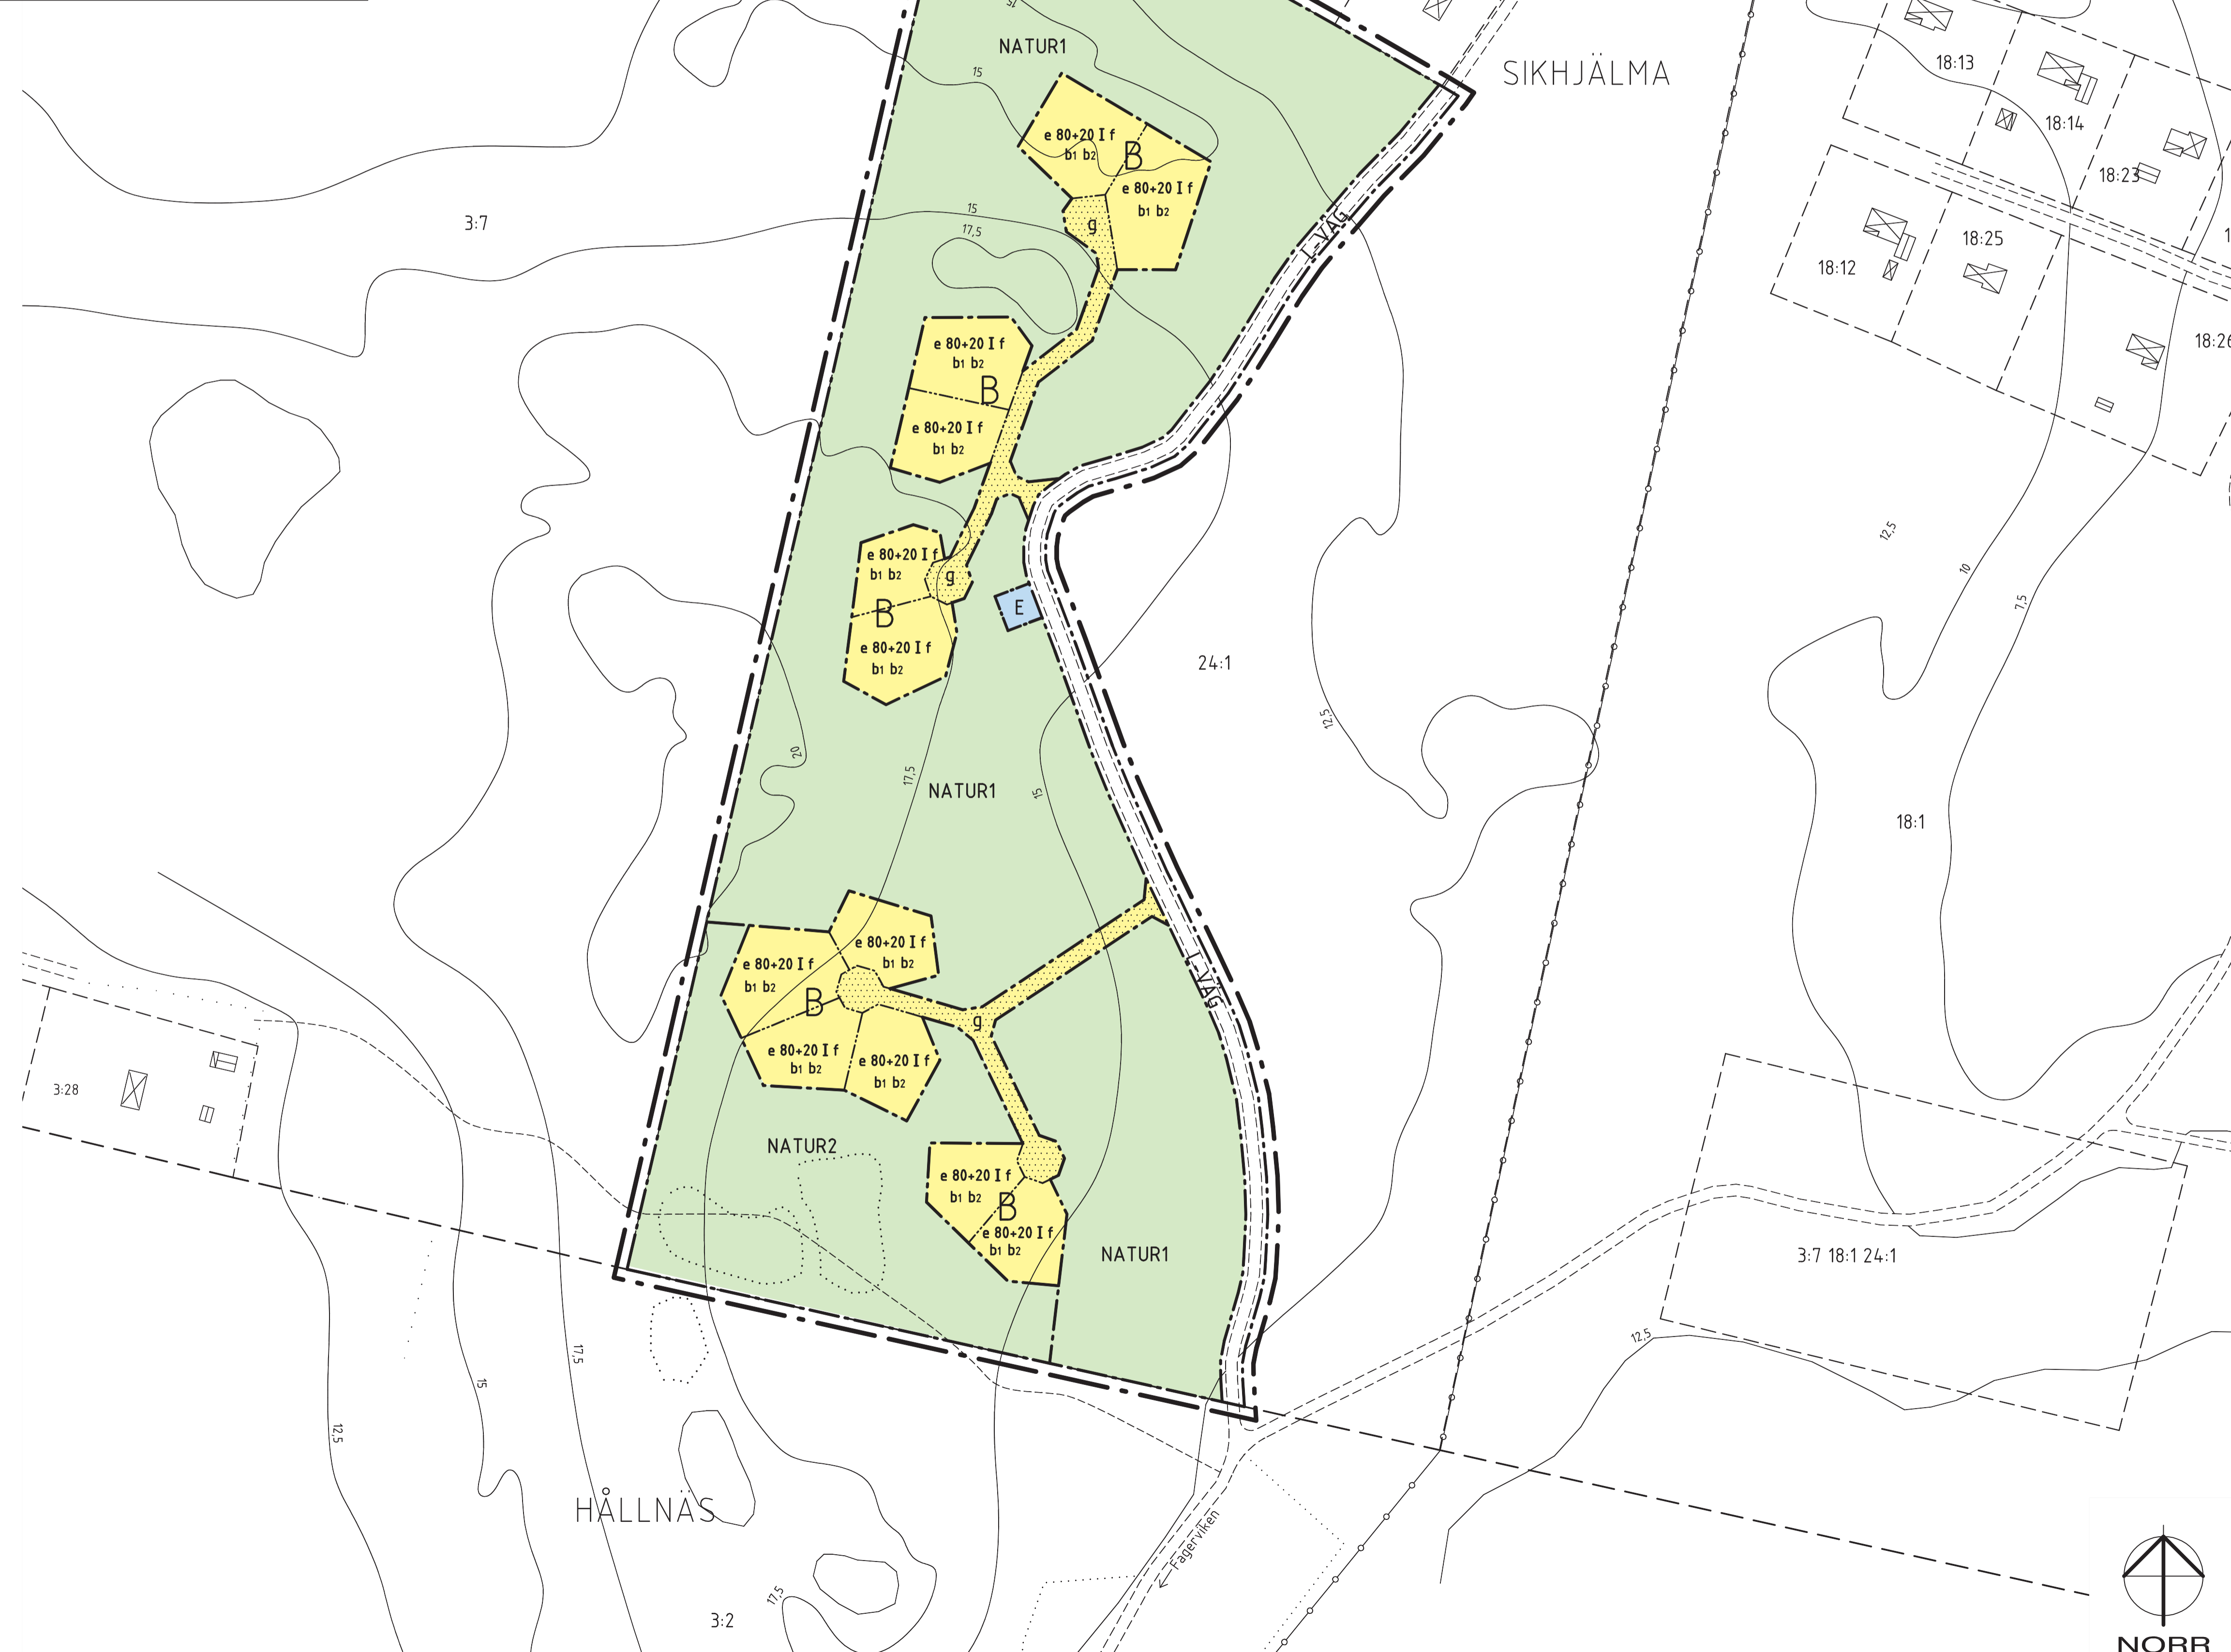 15
NATUR1
SIKHJÄLMA
18:13
15
18:14
e 80+20 I f
b1 b2
B
18:23
e 80+20 I f
b1 b2
3:7
15
g
17,5
L-VÄG
18:25
18:12
e 80+20 I f
b1 b2
B
18:26
e 80+20 I f
b1 b2
e 80+20 I f
b1 b2
g
B
E
e 80+20 I f
b1 b2
12,5
10
7,5
24:1
12,5
20
17,5
NATUR1
15
18:1
e 80+20 I f
b1 b2
e 80+20 I f
b1 b2
B
L-VÄG
g
e 80+20 I f
b1 b2
e 80+20 I f
b1 b2
3:28
NATUR2
e 80+20 I f
b1 b2
B
e 80+20 I f
b1 b2
NATUR1
3:7 18:1 24:1
12,5
17,5
15
12,5
HÅLLNÄS
Fagerviken
17,5
3:2
NORR